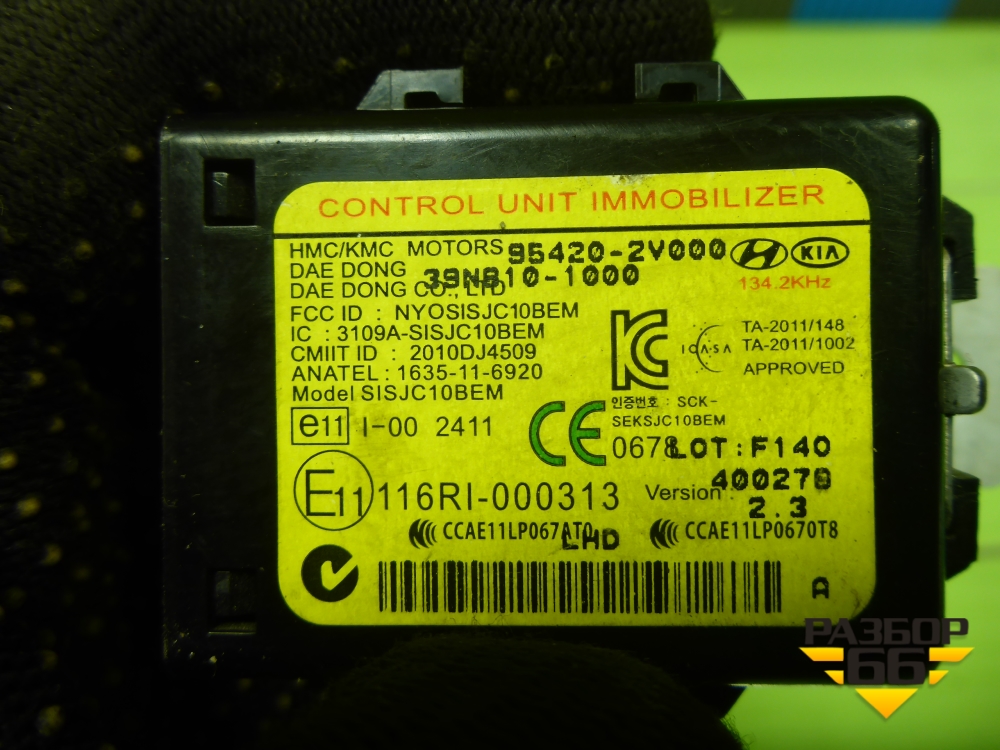 CONTROL UNIT IMMOBILIZER
HMC/KMC MOTORS 95420-2V000 KIA
DAE DONG 39N810-1000
134.2KHz
DAE DONG CO., LTD
FCC ID : NYOSISJC10BEM
IC : 3109A-SISJC10BEM
CMIIT ID : 2010DJ4509
ANATEL : 1635-11-6920
Model SISJC10BEM
ICASA
TA-2011/148
TA-2011/1002
APPROVED
인증번호 : SCK-
SEKSJC10BEM
e11 I-00 2411
CE 0678 LOT:F140
400278
E11 116RI-000313
Version : 2.3
CCAE11LP067AT0 CCAE11LP0670T8
LHD
A
РАЗБОР
66